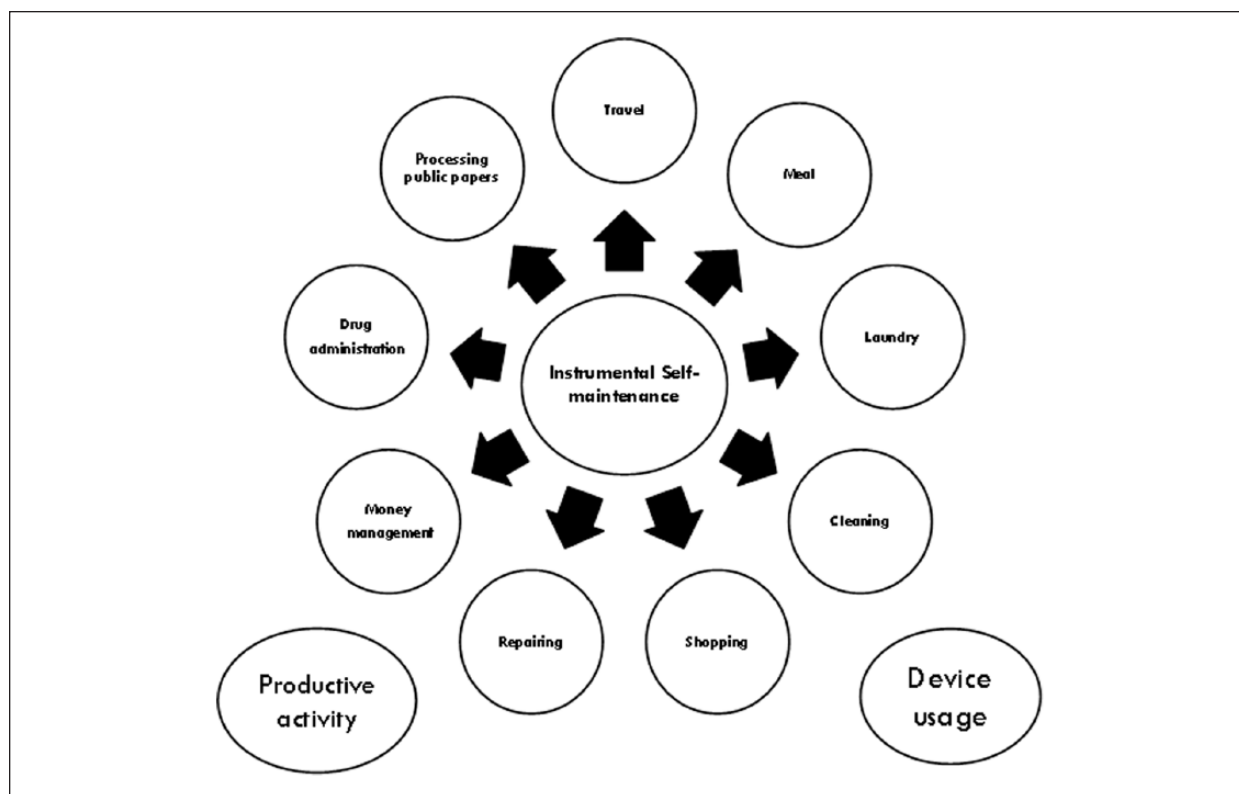 Travel
Processing
public papers
Meal
Drug
administration
Laundry
Instrumental Self-
maintenance
Money
management
Cleaning
Repairing
Shopping
Productive
activity
Device
usage